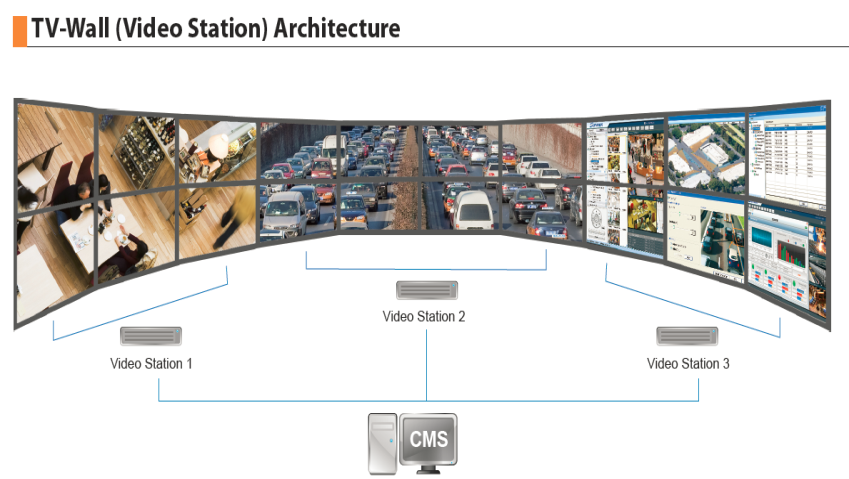 TV-Wall (Video Station) Architecture
Video Station 2
Video Station 1
Video Station 3
CMS